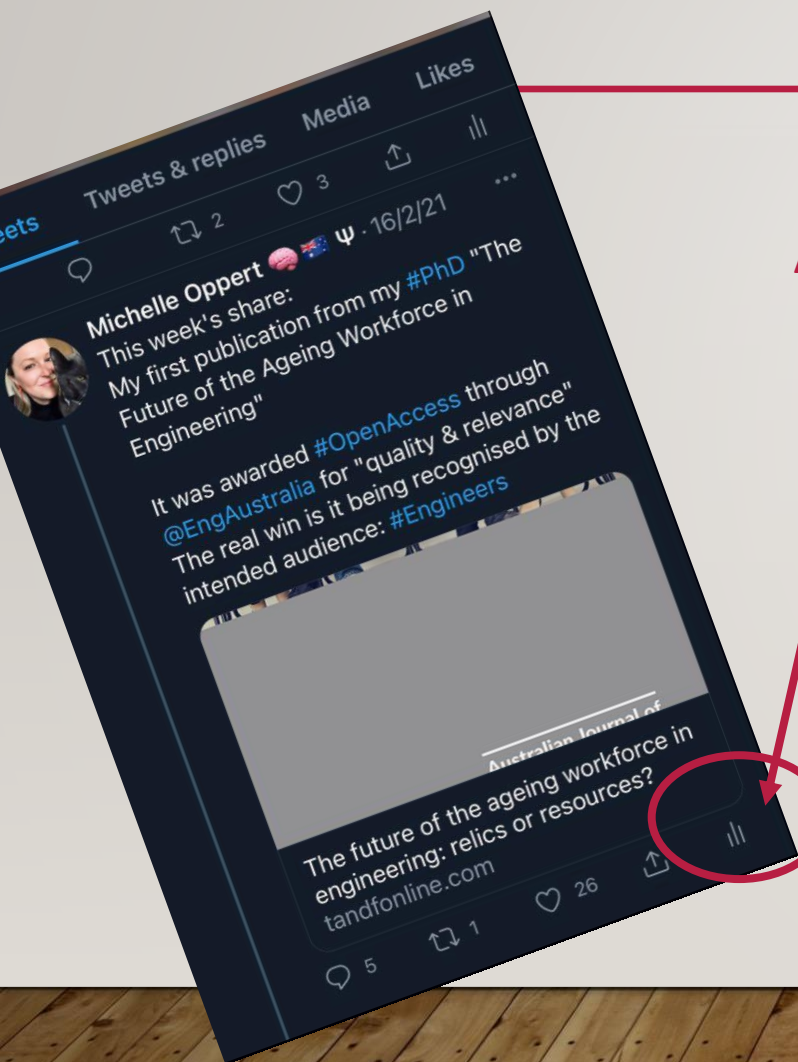 Tweets & replies
Media
Likes
2
3
Michelle Oppert 🧠🇦🇺 Ψ · 16/2/21
This week's share:
My first publication from my #PhD "The
Future of the Ageing Workforce in
Engineering"
It was awarded #OpenAccess through
@EngAustralia for "quality & relevance"
The real win is it being recognised by the
intended audience: #Engineers
Australian Journal of
The future of the ageing workforce in
engineering: relics or resources?
tandfonline.com
5
1
26